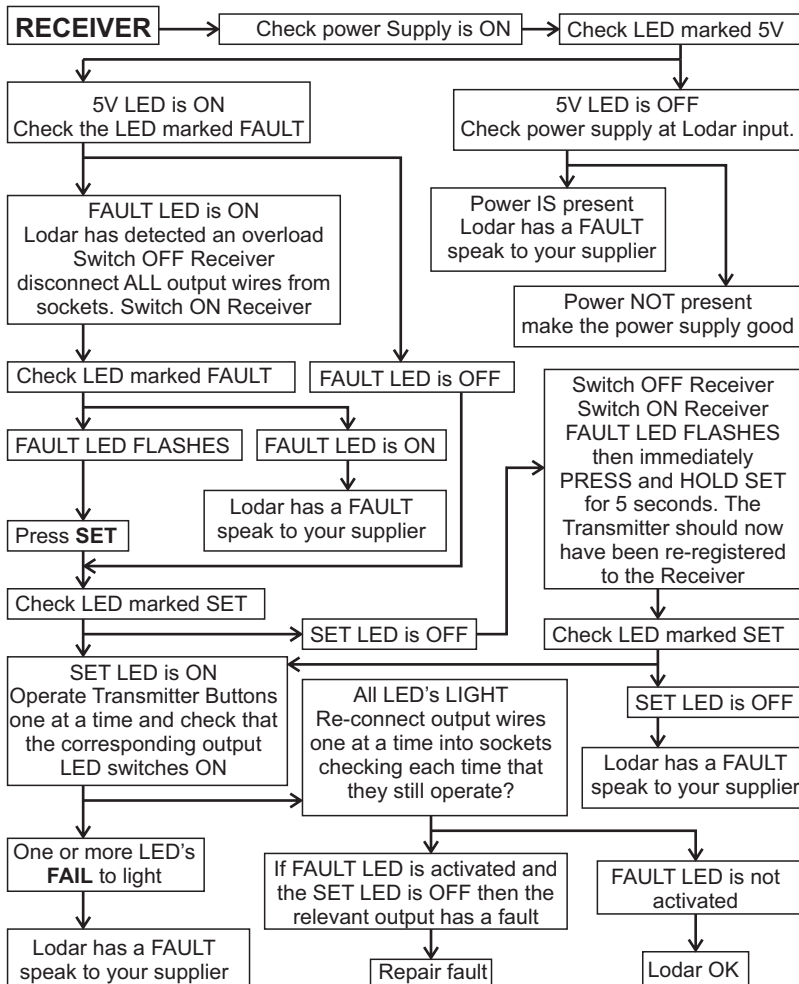 RECEIVER
Check power Supply is ON
Check LED marked 5V
5V LED is ON
Check the LED marked FAULT
5V LED is OFF
Check power supply at Lodar input.
FAULT LED is ON
Lodar has detected an overload
Switch OFF Receiver
disconnect ALL output wires from
sockets. Switch ON Receiver
Power IS present
Lodar has a FAULT
speak to your supplier
Power NOT present
make the power supply good
Check LED marked FAULT
FAULT LED is OFF
Switch OFF Receiver
Switch ON Receiver
FAULT LED FLASHES
then immediately
PRESS and HOLD SET
for 5 seconds. The
Transmitter should now
have been re-registered
to the Receiver
FAULT LED FLASHES
FAULT LED is ON
Lodar has a FAULT
speak to your supplier
Press SET
Check LED marked SET
SET LED is OFF
Check LED marked SET
SET LED is ON
Operate Transmitter Buttons
one at a time and check that
the corresponding output
LED switches ON
All LED's LIGHT
Re-connect output wires
one at a time into sockets
checking each time that
they still operate?
SET LED is OFF
Lodar has a FAULT
speak to your supplier
One or more LED's
FAIL to light
If FAULT LED is activated and
the SET LED is OFF then the
relevant output has a fault
FAULT LED is not
activated
Lodar has a FAULT
speak to your supplier
Repair fault
Lodar OK